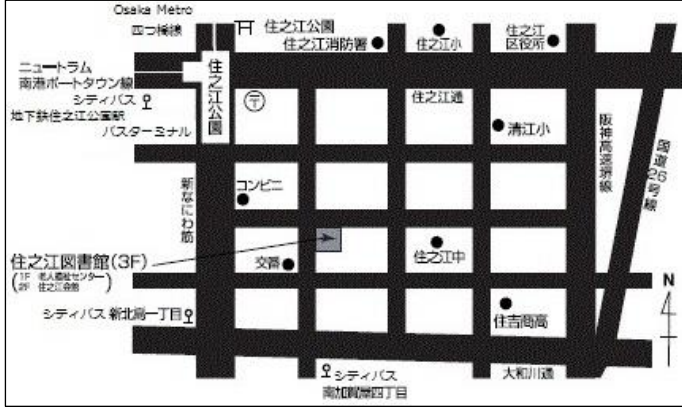 Osaka Metro
四つ橋線
住之江公園
住之江消防署
住之江小
住之江
区役所
ニュートラム
南港ポートタウン線
シティバス
地下鉄住之江公園駅
バスターミナル
住之江公園
〒
住之江通
清江小
阪神高速堺線
国道26号線
新なにわ筋
コンビニ
住之江図書館(3F)
(1F 老人福祉センター
2F 住之江会館)
交番
住之江中
N
シティバス 新北島一丁目
住吉商高
シティバス
南加賀屋四丁目
大和川通